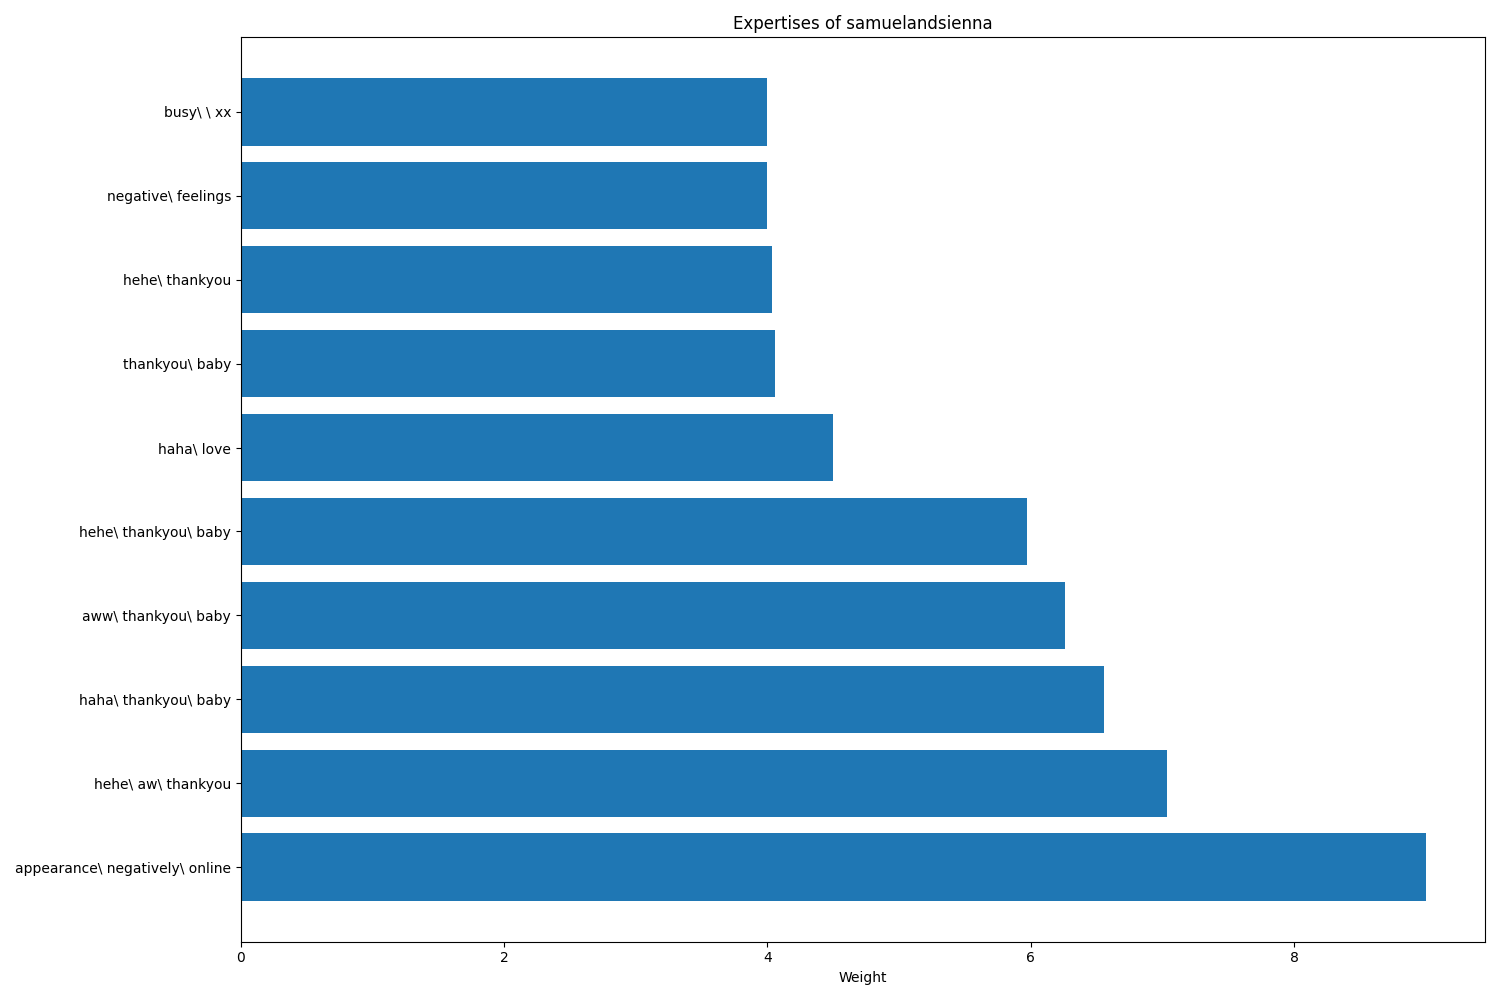 Expertises of samuelandsienna
busy\ \ xx
negative\ feelings
hehe\ thankyou
thankyou\ baby
haha\ love
hehe\ thankyou\ baby
aww\ thankyou\ baby
haha\ thankyou\ baby
hehe\ aw\ thankyou
appearance\ negatively\ online
0 2 4 6 8
Weight